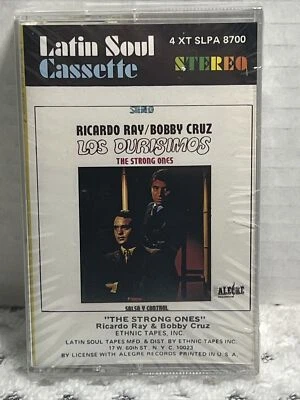 Latin Soul
Cassette
4 XT SLPA 8700
STEREO
STEREO
RICARDO RAY/BOBBY CRUZ
LOS DURISIMOS
THE STRONG ONES
SALSA Y CONTROL
ALEGRE
"THE STRONG ONES"
Ricardo Ray & Bobby Cruz
ETHNIC TAPES, INC.
LATIN SOUL TAPES MFD. & DIST. BY ETHNIC TAPES INC.
17 W. 60th ST. N. Y. C. 10023
BY LICENSE WITH ALEGRE RECORDS PRINTED IN U.S.A.